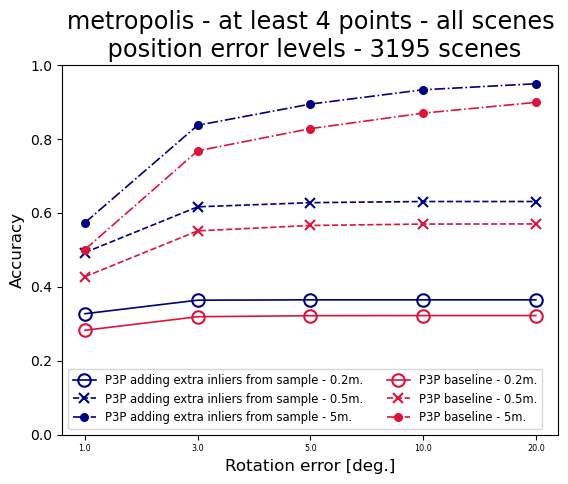 metropolis - at least 4 points - all scenes
position error levels - 3195 scenes
1.0
0.8
0.6
0.4
0.2
0.0
Accuracy
P3P adding extra inliers from sample - 0.2m.
P3P adding extra inliers from sample - 0.5m.
P3P adding extra inliers from sample - 5m.
P3P baseline - 0.2m.
P3P baseline - 0.5m.
P3P baseline - 5m.
1.0 3.0 5.0 10.0 20.0
Rotation error [deg.]